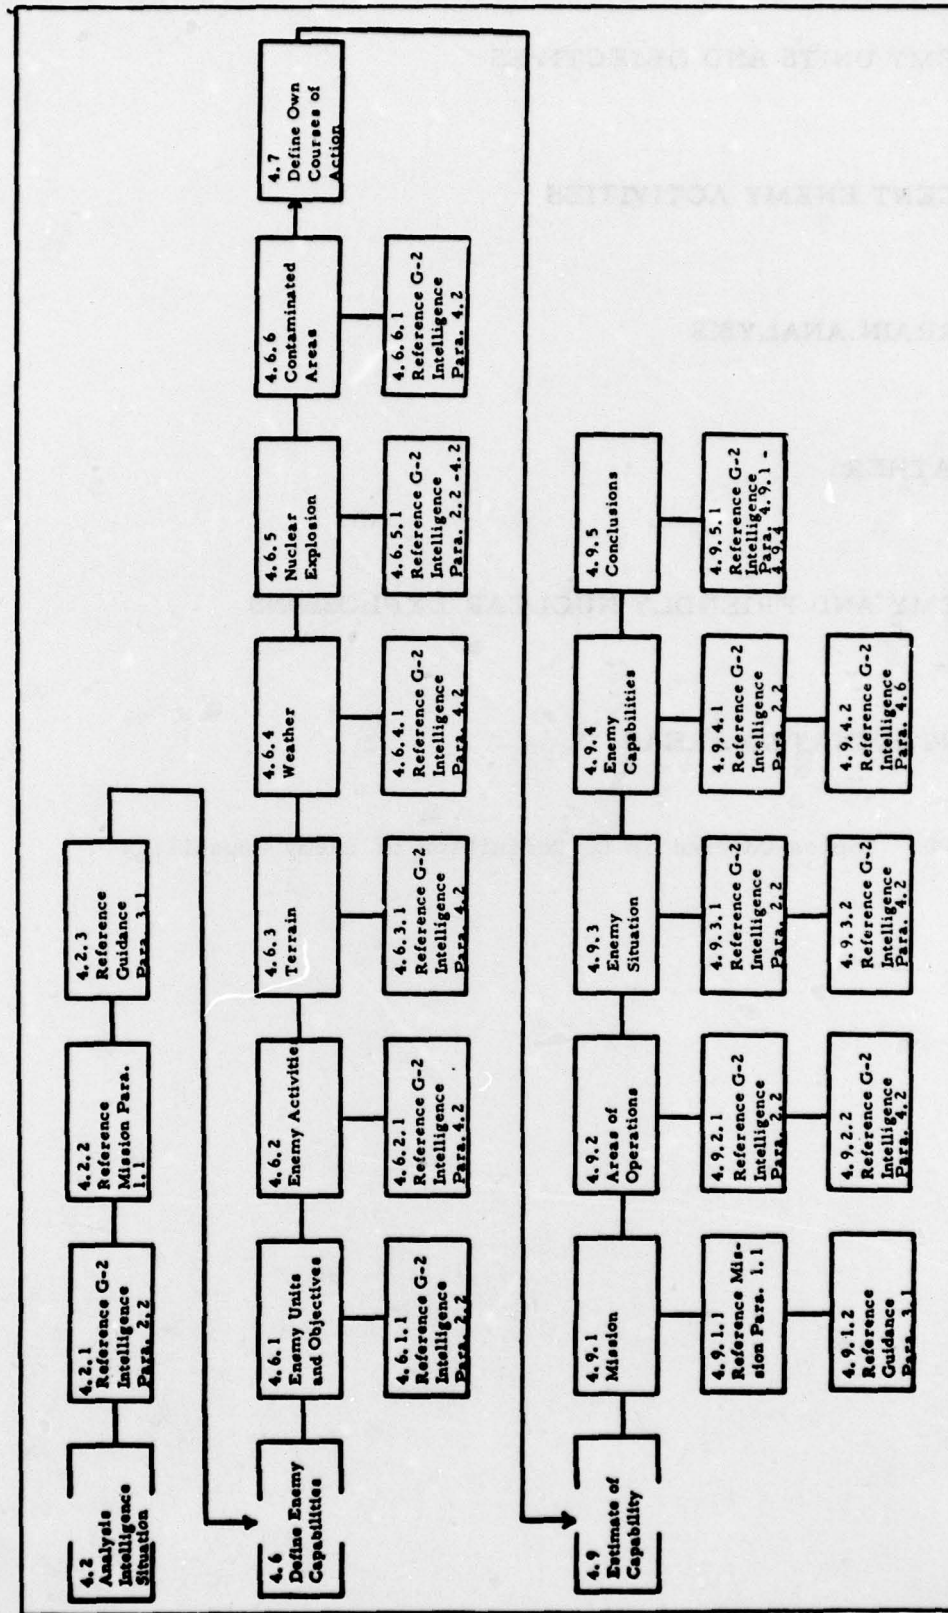 4.2
Analysis
Intelligence
Situation
4.2.1
Reference G-2
Intelligence
Para. 2.2
4.2.2
Reference
Mission Para.
1.1
4.2.3
Reference
Guidance
Para. 3.1
4.6
Define Enemy
Capabilities
4.6.1
Enemy Units
and Objectives
4.6.1.1
Reference G-2
Intelligence
Para. 2.2
4.6.2
Enemy Activities
4.6.2.1
Reference G-2
Intelligence
Para. 4.2
4.6.3
Terrain
4.6.3.1
Reference G-2
Intelligence
Para. 4.2
4.6.4
Weather
4.6.4.1
Reference G-2
Intelligence
Para. 4.2
4.6.5
Nuclear
Explosion
4.6.5.1
Reference G-2
Intelligence
Para. 2.2 -4.2
4.6.6
Contaminated
Areas
4.6.6.1
Reference G-2
Intelligence
Para. 4.2
4.7
Define Own
Courses of
Action
4.9
Estimate of
Capability
4.9.1
Mission
4.9.1.1
Reference Mis-
sion Para. 1.1
4.9.1.2
Reference
Guidance
Para. 3.1
4.9.2
Areas of
Operations
4.9.2.1
Reference G-2
Intelligence
Para. 2.2
4.9.2.2
Reference G-2
Intelligence
Para. 4.2
4.9.3
Enemy
Situation
4.9.3.1
Reference G-2
Intelligence
Para. 2.2
4.9.3.2
Reference G-2
Intelligence
Para. 4.2
4.9.4
Enemy
Capabilities
4.9.4.1
Reference G-2
Intelligence
Para. 2.2
4.9.4.2
Reference G-2
Intelligence
Para. 4.6
4.9.5
Conclusions
4.9.5.1
Reference G-2
Intelligence
Para. 4.9.1 -
4.9.4